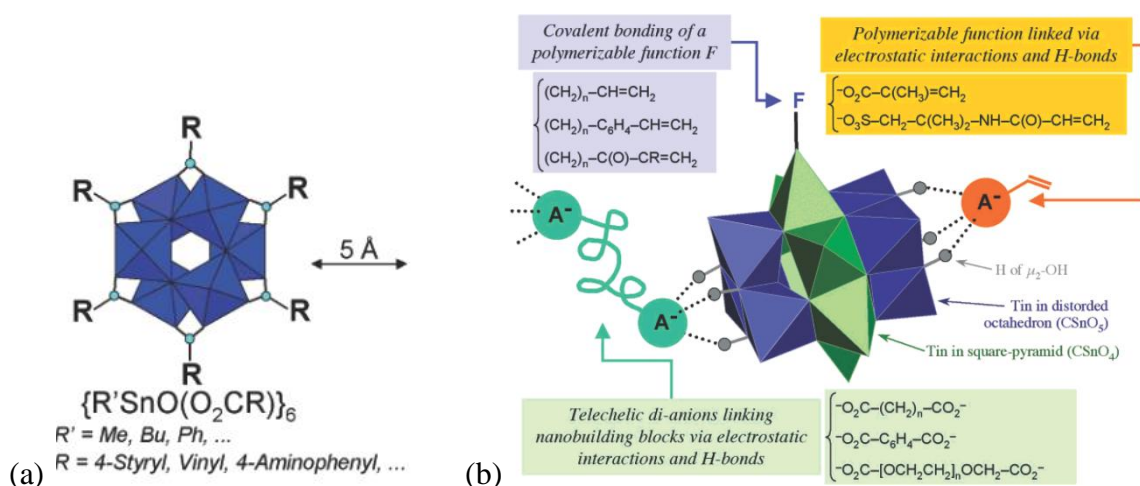 R
R
R
R
R
R
5 Å
{R'SnO(O₂CR)}₆
R' = Me, Bu, Ph, ...
R = 4-Styryl, Vinyl, 4-Aminophenyl, ...
(a)
Covalent bonding of a
polymerizable function F
(CH₂)ₙ–CH=CH₂
(CH₂)ₙ–C₆H₄–CH=CH₂
(CH₂)ₙ–C(O)–CR=CH₂
Polymerizable function linked via
electrostatic interactions and H-bonds
⁻O₂C–C(CH₃)=CH₂
⁻O₃S–CH₂–C(CH₃)₂–NH–C(O)–CH=CH₂
F
A⁻
A⁻
A⁻
H of μ₂-OH
Tin in distorded
octahedron (CSnO₅)
Tin in square-pyramid (CSnO₄)
Telechelic di-anions linking
nanobuilding blocks via electrostatic
interactions and H-bonds
⁻O₂C–(CH₂)ₙ–CO₂⁻
⁻O₂C–C₆H₄–CO₂⁻
⁻O₂C–[OCH₂CH₂]ₙOCH₂–CO₂⁻
(b)